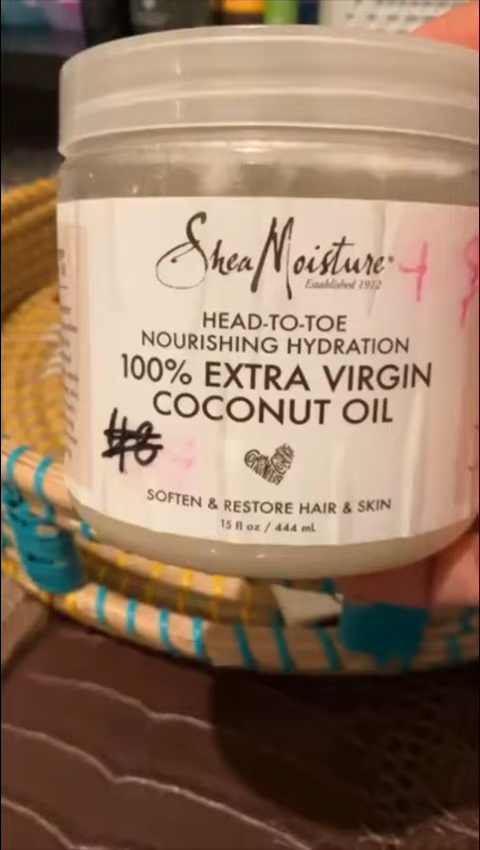 SheaMoisture
Established 1912
HEAD-TO-TOE
NOURISHING HYDRATION
100% EXTRA VIRGIN
COCONUT OIL
#8
SOFTEN & RESTORE HAIR & SKIN
15 fl oz / 444 mL